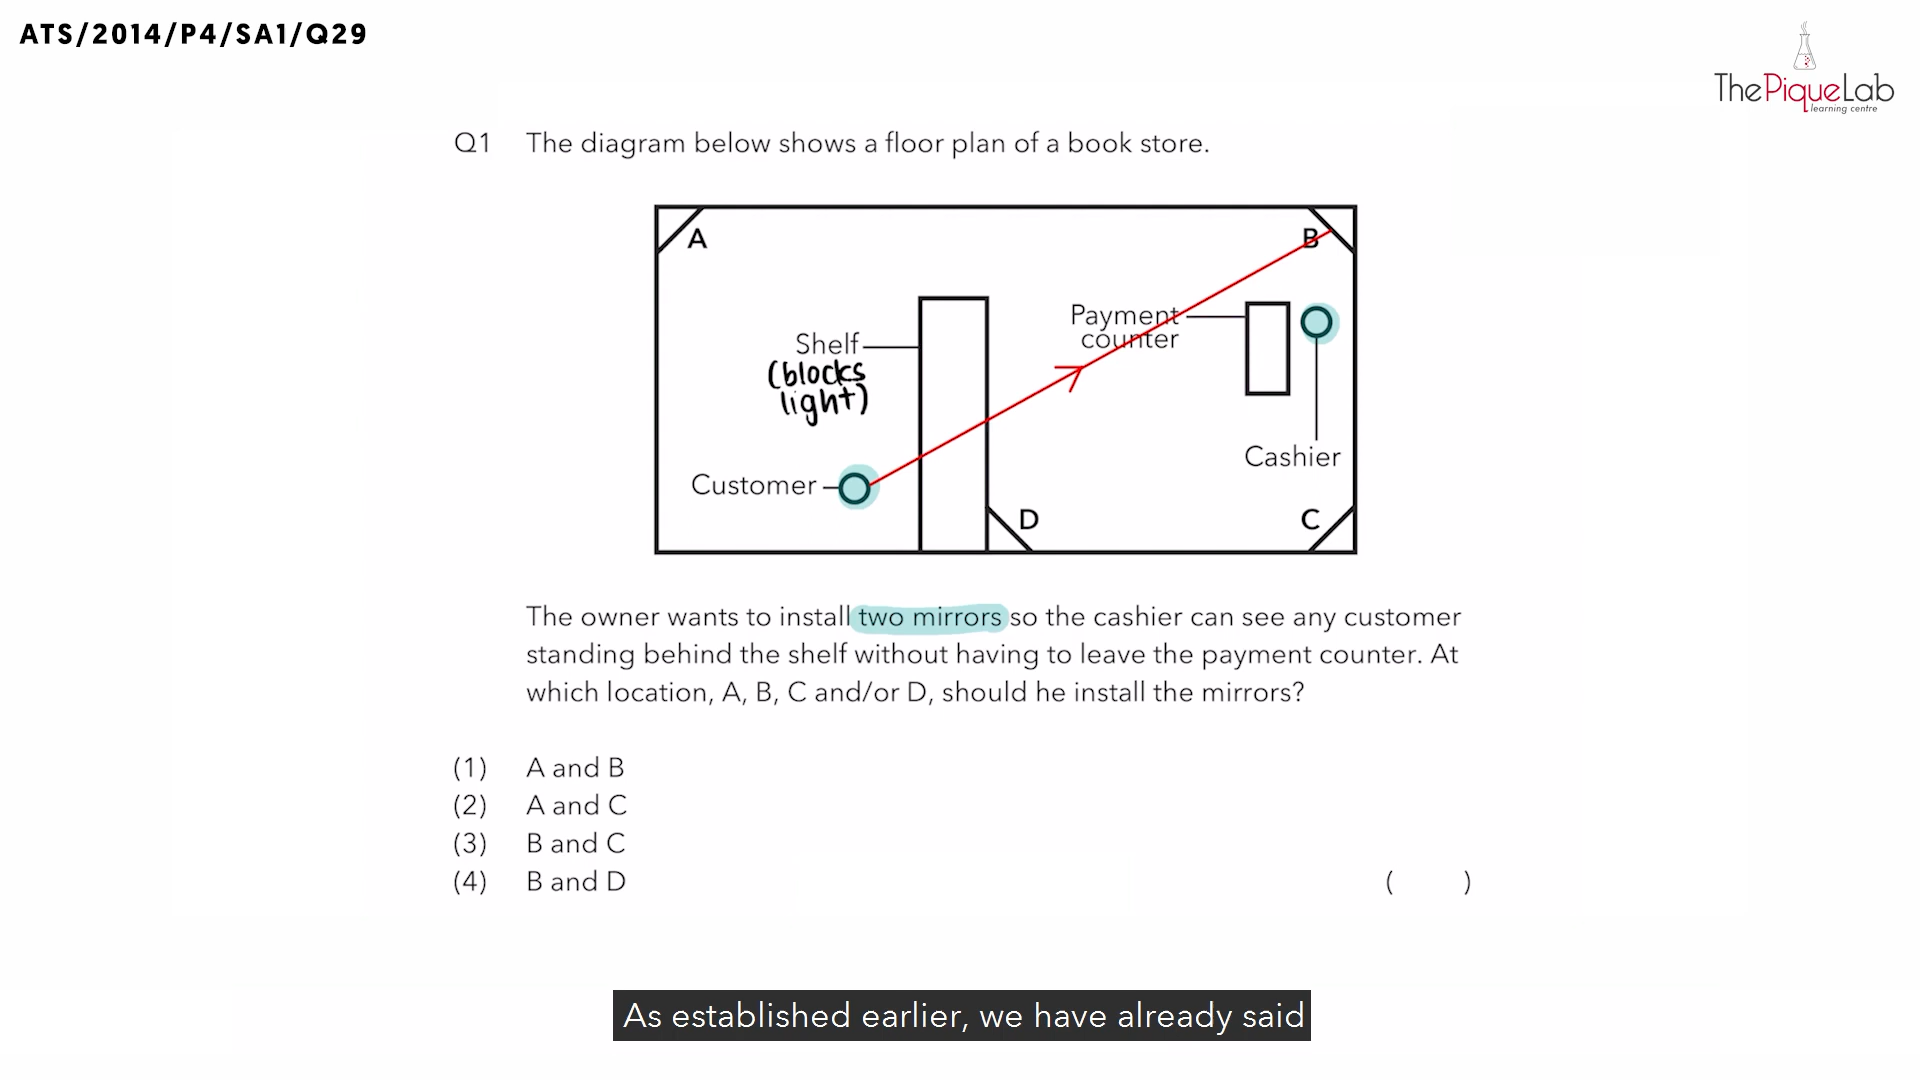 ATS/2014/P4/SA1/Q29
ThePiqueLab
learning centre
Q1 The diagram below shows a floor plan of a book store.
A
B
Payment
counter
Shelf
(blocks
light)
Cashier
Customer
D
C
The owner wants to install two mirrors so the cashier can see any customer
standing behind the shelf without having to leave the payment counter. At
which location, A, B, C and/or D, should he install the mirrors?
(1) A and B
(2) A and C
(3) B and C
(4) B and D ( )
As established earlier, we have already said